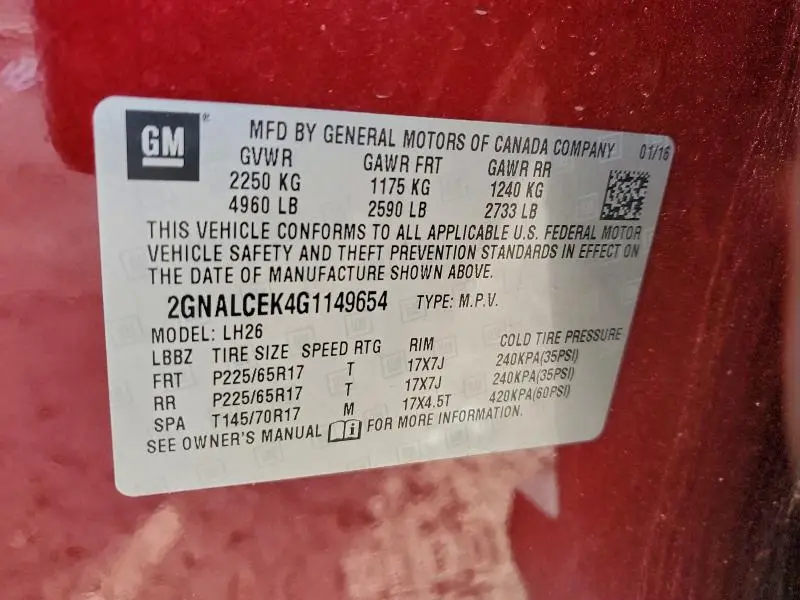 GM ® MFD BY GENERAL MOTORS OF CANADA COMPANY 01/16
GVWR GAWR FRT GAWR RR
2250 KG 1175 KG 1240 KG
4960 LB 2590 LB 2733 LB
THIS VEHICLE CONFORMS TO ALL APPLICABLE U.S. FEDERAL MOTOR
VEHICLE SAFETY AND THEFT PREVENTION STANDARDS IN EFFECT ON
THE DATE OF MANUFACTURE SHOWN ABOVE.
2GNALCEK4G1149654 TYPE: M.P.V.
MODEL: LH26
LBBZ TIRE SIZE SPEED RTG RIM COLD TIRE PRESSURE
FRT P225/65R17 T 17X7J 240KPA(35PSI)
RR P225/65R17 T 17X7J 240KPA(35PSI)
SPA T145/70R17 M 17X4.5T 420KPA(60PSI)
SEE OWNER'S MANUAL i FOR MORE INFORMATION.